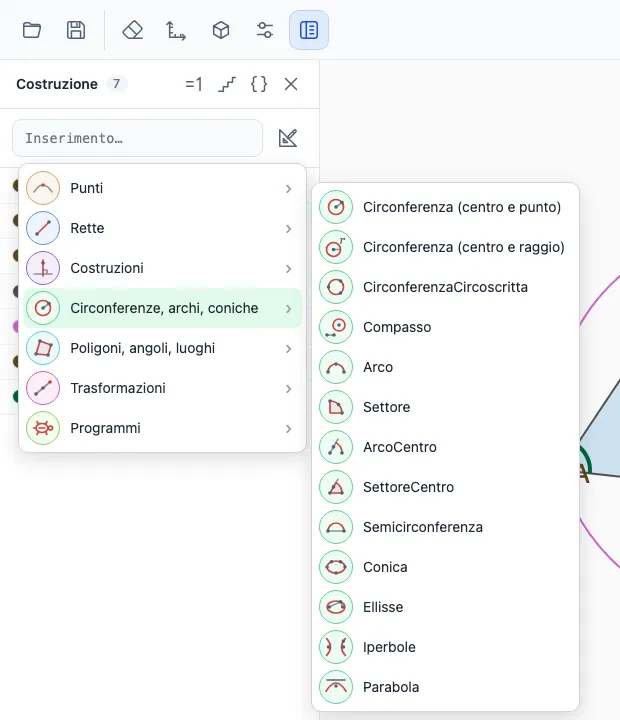 Costruzione 7
=1
{}
Inserimento…
Punti
Rette
Costruzioni
Circonferenze, archi, coniche
Poligoni, angoli, luoghi
Trasformazioni
Programmi
Circonferenza (centro e punto)
r
Circonferenza (centro e raggio)
CirconferenzaCircoscritta
Compasso
Arco
Settore
ArcoCentro
SettoreCentro
Semicirconferenza
Conica
Ellisse
Iperbole
Parabola
A